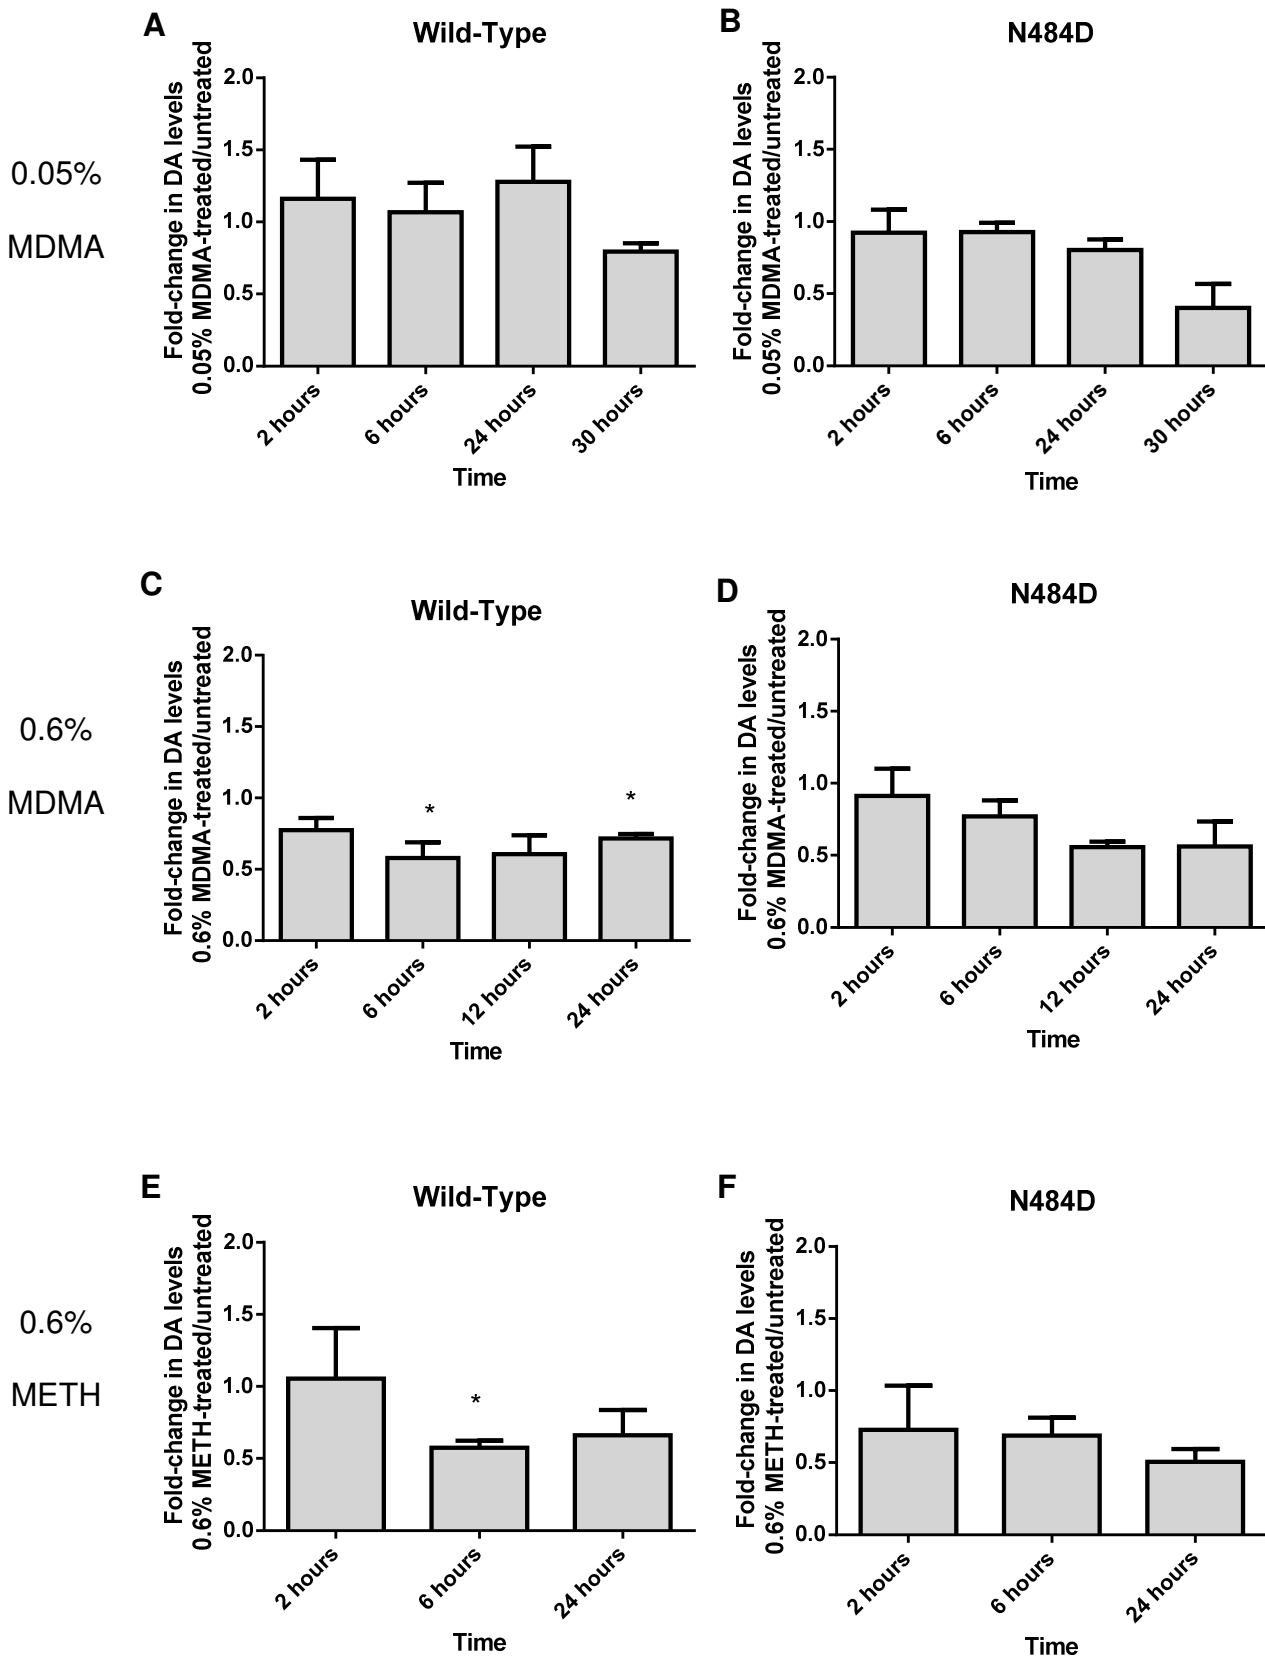 A
Wild-Type
B
N484D
0.05%
MDMA
Fold-change in DA levels
0.05% MDMA-treated/untreated
2.0
1.5
1.0
0.5
0.0
2 hours
6 hours
24 hours
30 hours
Time
Fold-change in DA levels
0.05% MDMA-treated/untreated
2.0
1.5
1.0
0.5
0.0
2 hours
6 hours
24 hours
30 hours
Time
C
Wild-Type
D
N484D
0.6%
MDMA
Fold-change in DA levels
0.6% MDMA-treated/untreated
2.0
1.5
1.0
0.5
0.0
*
*
2 hours
6 hours
12 hours
24 hours
Time
Fold-change in DA levels
0.6% MDMA-treated/untreated
2.0
1.5
1.0
0.5
0.0
2 hours
6 hours
12 hours
24 hours
Time
E
Wild-Type
F
N484D
0.6%
METH
Fold-change in DA levels
0.6% METH-treated/untreated
2.0
1.5
1.0
0.5
0.0
*
2 hours
6 hours
24 hours
Time
Fold-change in DA levels
0.6% METH-treated/untreated
2.0
1.5
1.0
0.5
0.0
2 hours
6 hours
24 hours
Time